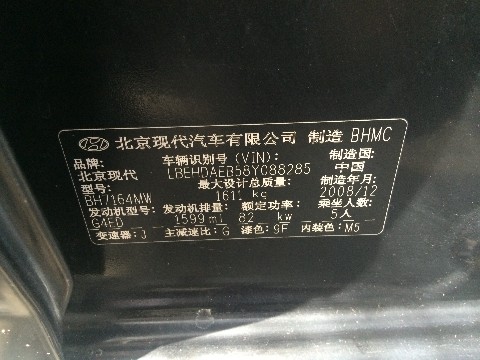 北京现代汽车有限公司 制造 BHMC
品牌: 车辆识别号(VIN): 制造国:
北京现代 LBEHDAEB58Y088285 中国
型号: 最大设计总质量: 制造年月:
BH7164MW 1611 kg 2008/12
发动机型号: 发动机排量: 额定功率: 乘坐人数:
G4ED 1599ml 82 kw 5人
变速器: J 主减速比: G 漆色: 9F 内装色: M5